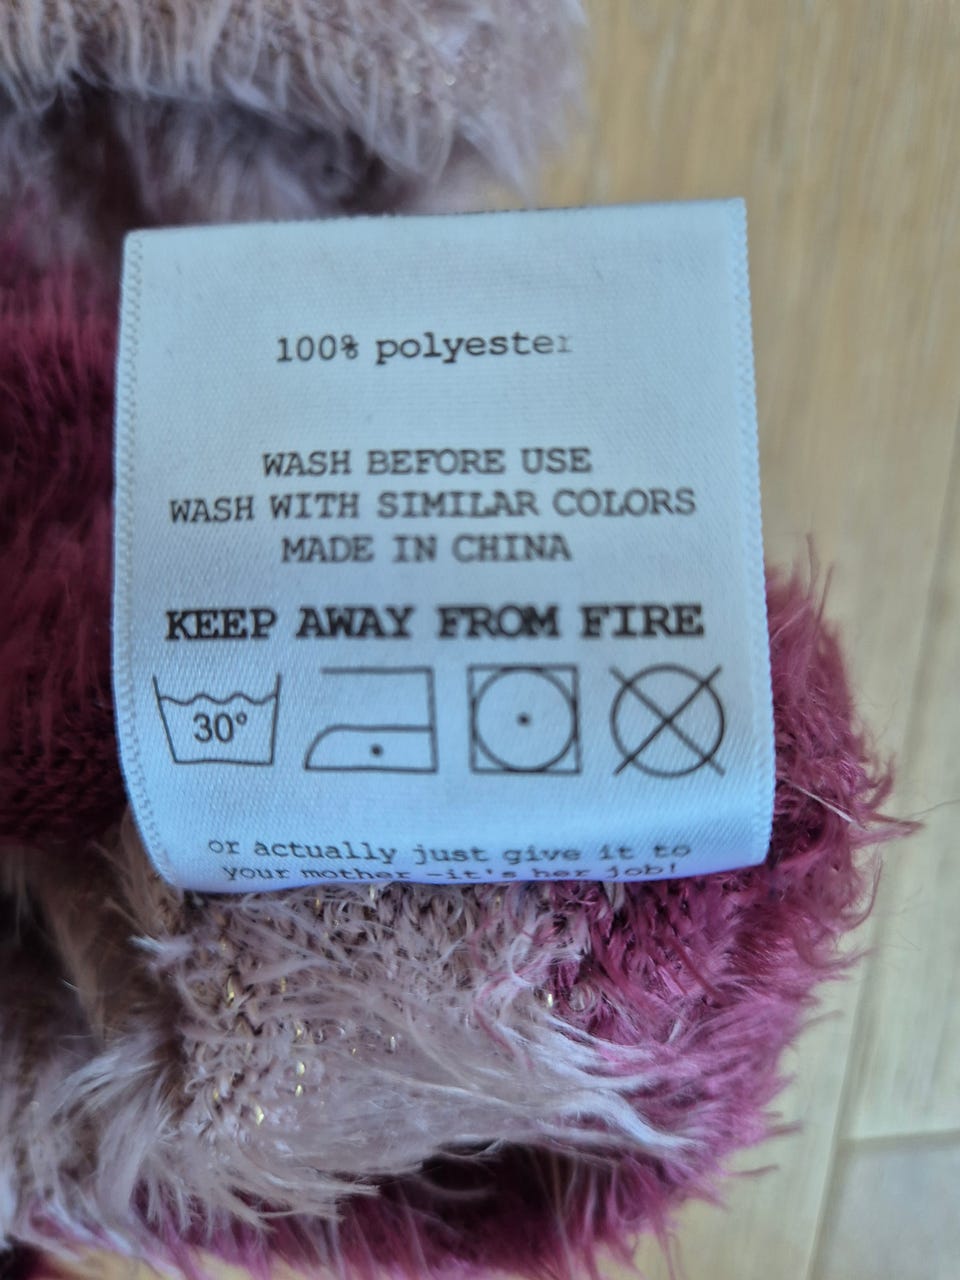 100% polyester
WASH BEFORE USE
WASH WITH SIMILAR COLORS
MADE IN CHINA
KEEP AWAY FROM FIRE
30°
or actually just give it to
your mother -it's her job!